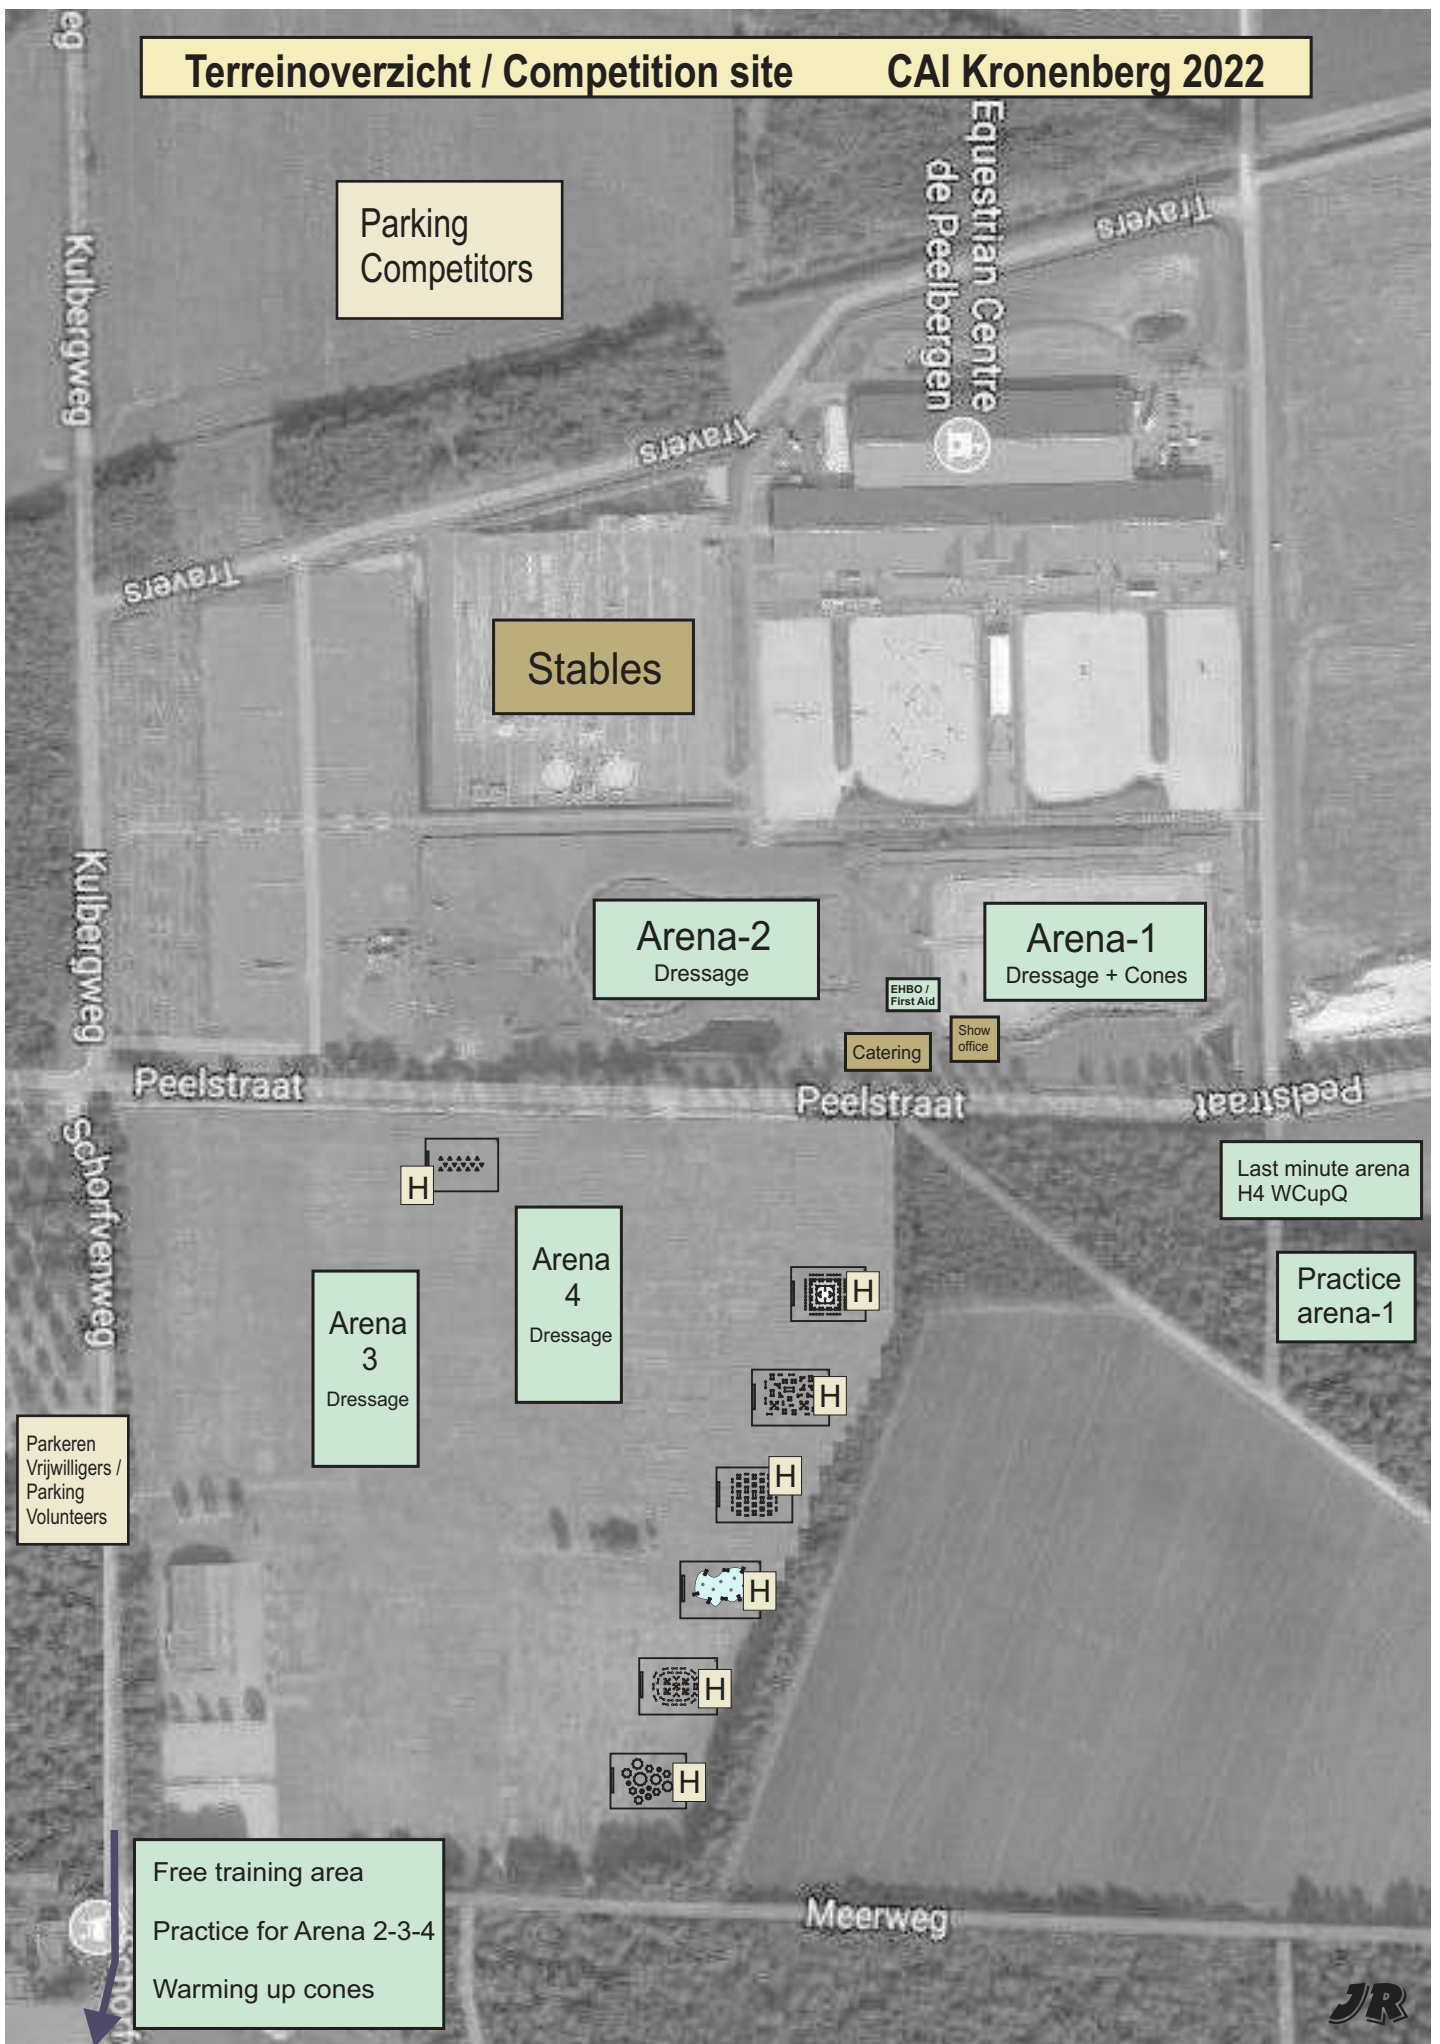 eg
Terreinoverzicht / Competition site CAI Kronenberg 2022
Equestrian Centre
de Peelbergen
Parking
Competitors
Travers
Kulbergweg
Travers
Travers
Stables
Kulbergweg
Arena-2
Dressage
Arena-1
Dressage + Cones
EHBO /
First Aid
Show
office
Catering
Peelstraat
Peelstraat
Peelstraat
Schorfvenweg
H
Last minute arena
H4 WCupQ
Arena
4
Dressage
Arena
3
Dressage
H
Practice
arena-1
H
Parkeren
Vrijwilligers /
Parking
Volunteers
H
H
H
H
Free training area
Practice for Arena 2-3-4
Warming up cones
Meerweg
JR